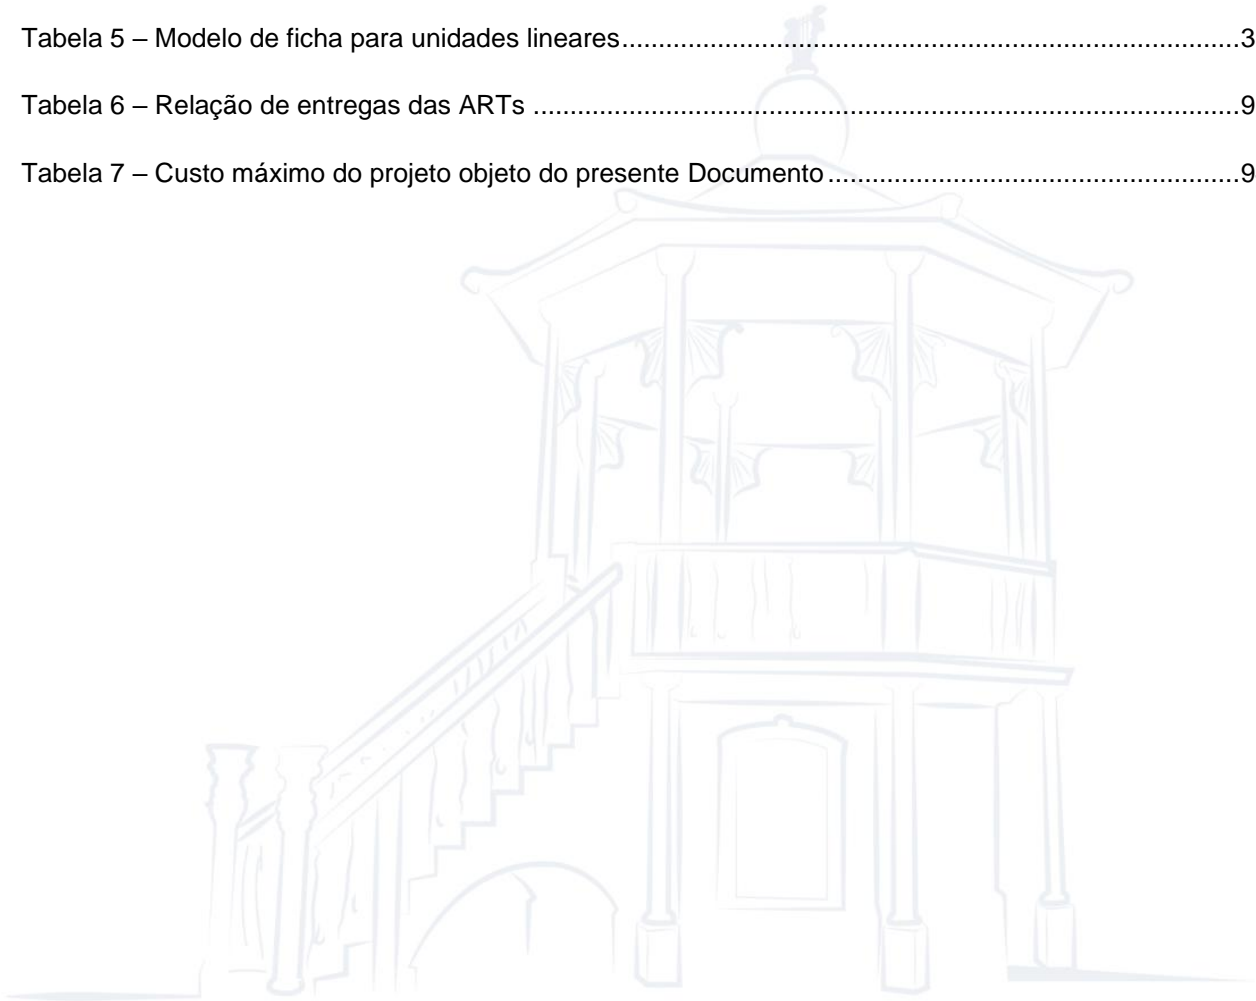 Tabela 5 – Modelo de ficha para unidades lineares....................................................................................3
Tabela 6 – Relação de entregas das ARTs ................................................................................................9
Tabela 7 – Custo máximo do projeto objeto do presente Documento........................................................9